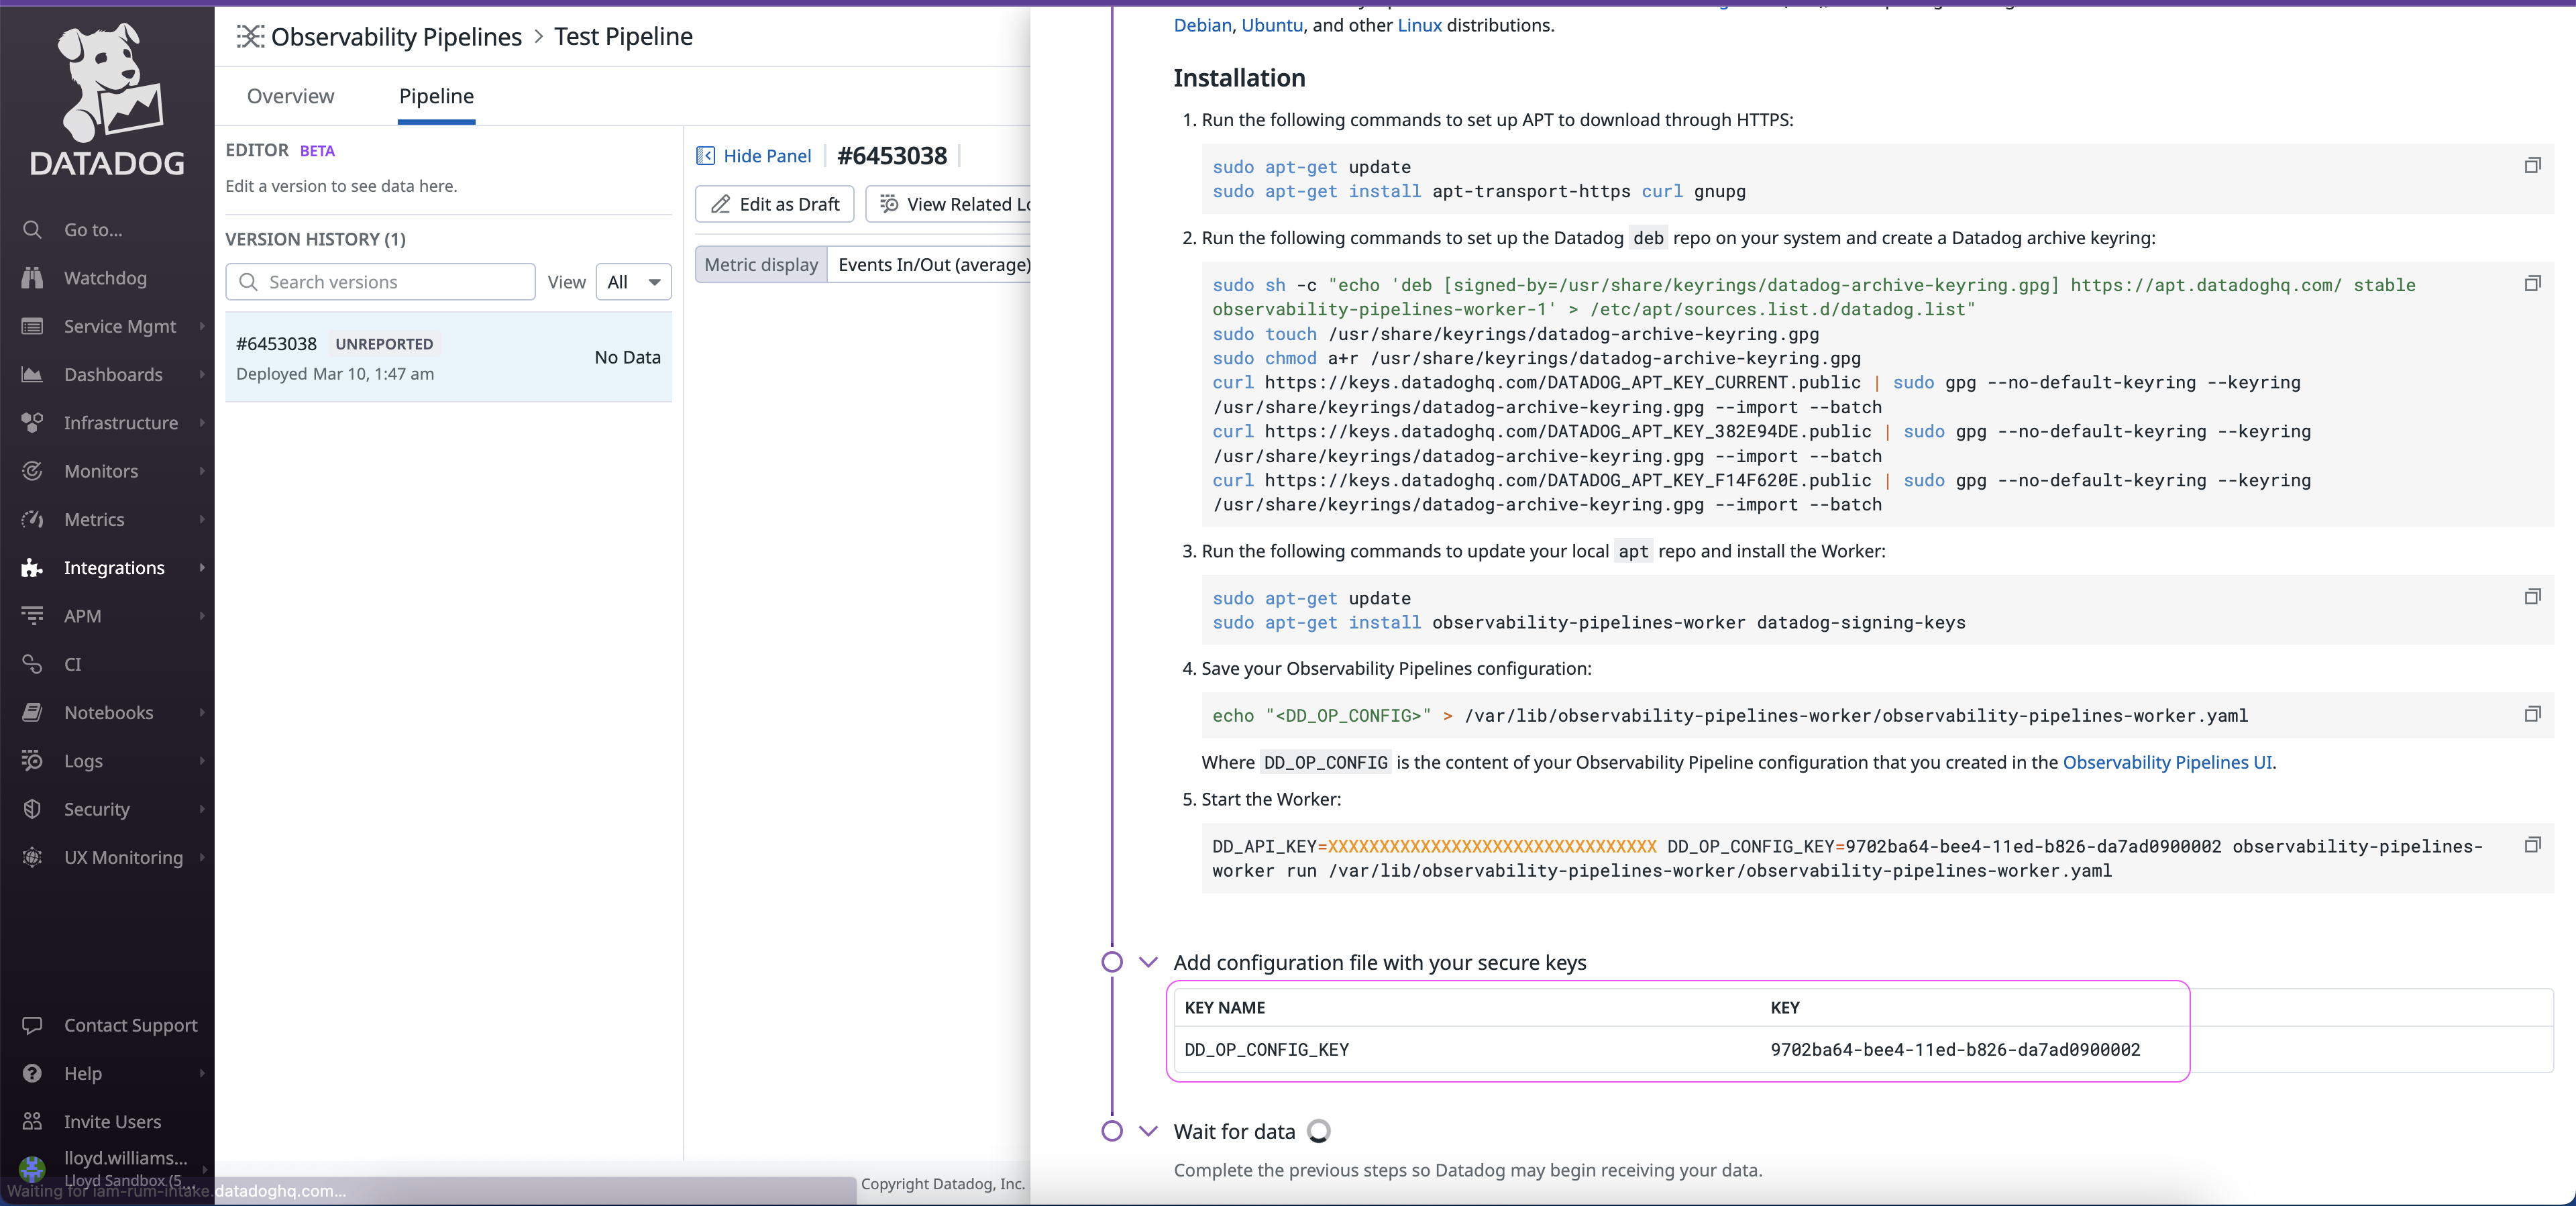 DATADOG
Go to...
Watchdog
Service Mgmt
Dashboards
Infrastructure
Monitors
Metrics
Integrations
APM
CI
Notebooks
Logs
Security
UX Monitoring
Contact Support
Help
Invite Users
lloyd.williams...
Lloyd Sandbox (5...
Waiting for iam-rum-intake.datadoghq.com...
Observability Pipelines > Test Pipeline
Overview
Pipeline
EDITOR BETA
Edit a version to see data here.
VERSION HISTORY (1)
Search versions
View
All
#6453038 UNREPORTED
No Data
Deployed Mar 10, 1:47 am
Hide Panel
#6453038
Edit as Draft
View Related Lo
Metric display
Events In/Out (average)
Copyright Datadog, Inc.
Debian, Ubuntu, and other Linux distributions.
Installation
1. Run the following commands to set up APT to download through HTTPS:
sudo apt-get update
sudo apt-get install apt-transport-https curl gnupg
2. Run the following commands to set up the Datadog deb repo on your system and create a Datadog archive keyring:
sudo sh -c "echo 'deb [signed-by=/usr/share/keyrings/datadog-archive-keyring.gpg] https://apt.datadoghq.com/ stable
observability-pipelines-worker-1' > /etc/apt/sources.list.d/datadog.list"
sudo touch /usr/share/keyrings/datadog-archive-keyring.gpg
sudo chmod a+r /usr/share/keyrings/datadog-archive-keyring.gpg
curl https://keys.datadoghq.com/DATADOG_APT_KEY_CURRENT.public | sudo gpg --no-default-keyring --keyring
/usr/share/keyrings/datadog-archive-keyring.gpg --import --batch
curl https://keys.datadoghq.com/DATADOG_APT_KEY_382E94DE.public | sudo gpg --no-default-keyring --keyring
/usr/share/keyrings/datadog-archive-keyring.gpg --import --batch
curl https://keys.datadoghq.com/DATADOG_APT_KEY_F14F620E.public | sudo gpg --no-default-keyring --keyring
/usr/share/keyrings/datadog-archive-keyring.gpg --import --batch
3. Run the following commands to update your local apt repo and install the Worker:
sudo apt-get update
sudo apt-get install observability-pipelines-worker datadog-signing-keys
4. Save your Observability Pipelines configuration:
echo "<DD_OP_CONFIG>" > /var/lib/observability-pipelines-worker/observability-pipelines-worker.yaml
Where DD_OP_CONFIG is the content of your Observability Pipeline configuration that you created in the Observability Pipelines UI.
5. Start the Worker:
DD_API_KEY=XXXXXXXXXXXXXXXXXXXXXXXXXXXXXXXX DD_OP_CONFIG_KEY=9702ba64-bee4-11ed-b826-da7ad0900002 observability-pipelines-
worker run /var/lib/observability-pipelines-worker/observability-pipelines-worker.yaml
Add configuration file with your secure keys
KEY NAME
KEY
DD_OP_CONFIG_KEY
9702ba64-bee4-11ed-b826-da7ad0900002
Wait for data
Complete the previous steps so Datadog may begin receiving your data.